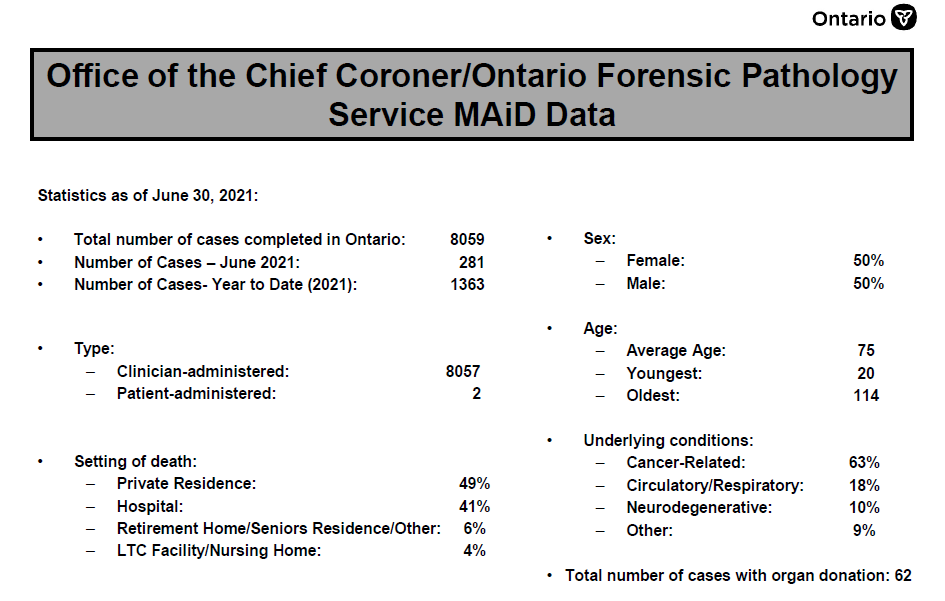 Ontario
Office of the Chief Coroner/Ontario Forensic Pathology
Service MAiD Data
Statistics as of June 30, 2021:
• Total number of cases completed in Ontario: 8059
• Number of Cases – June 2021: 281
• Number of Cases- Year to Date (2021): 1363
• Type:
– Clinician-administered: 8057
– Patient-administered: 2
• Setting of death:
– Private Residence: 49%
– Hospital: 41%
– Retirement Home/Seniors Residence/Other: 6%
– LTC Facility/Nursing Home: 4%
• Sex:
– Female: 50%
– Male: 50%
• Age:
– Average Age: 75
– Youngest: 20
– Oldest: 114
• Underlying conditions:
– Cancer-Related: 63%
– Circulatory/Respiratory: 18%
– Neurodegenerative: 10%
– Other: 9%
• Total number of cases with organ donation: 62